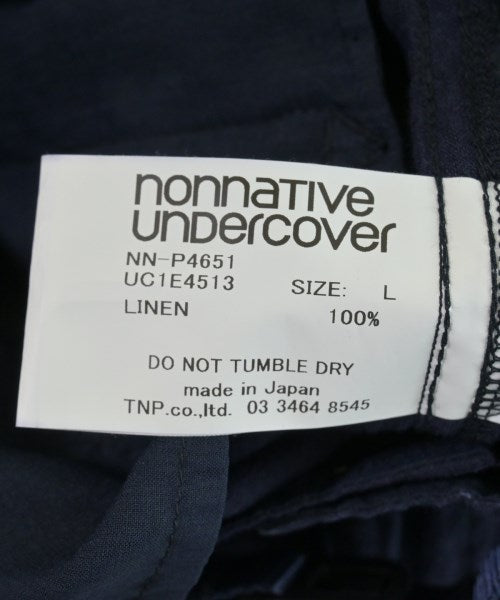 nonnative
undercover
NN-P4651
UC1E4513 SIZE: L
LINEN 100%
DO NOT TUMBLE DRY
made in Japan
TNP.co.,ltd. 03 3464 8545